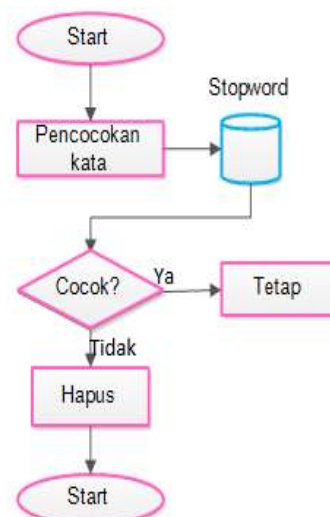 Start
Stopword
Pencocokan
kata
Cocok?
Ya
Tetap
Tidak
Hapus
Start